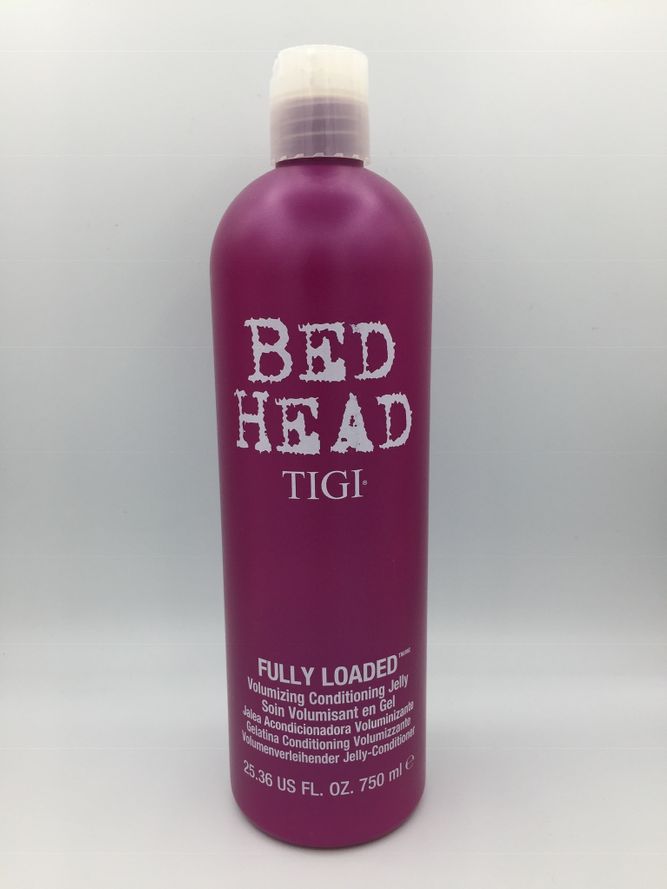 BED
HEAD
TIGI®
FULLY LOADED™
Volumizing Conditioning Jelly
Soin Volumisant en Gel
Jalea Acondicionadora Voluminizante
Gelatina Conditioning Volumizzante
Volumenverleihender Jelly-Conditioner
25.36 US FL. OZ. 750 ml ℮